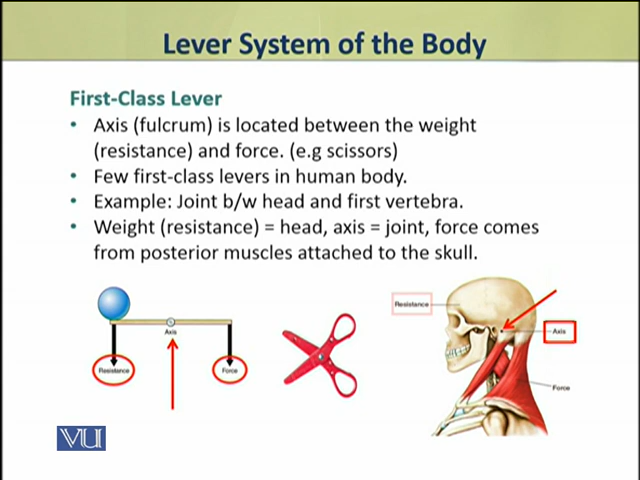 Lever System of the Body
First-Class Lever
• Axis (fulcrum) is located between the weight
(resistance) and force. (e.g scissors)
• Few first-class levers in human body.
• Example: Joint b/w head and first vertebra.
• Weight (resistance) = head, axis = joint, force comes
from posterior muscles attached to the skull.
Resistance
Axis
Axis
Resistance
Force
Force
VU